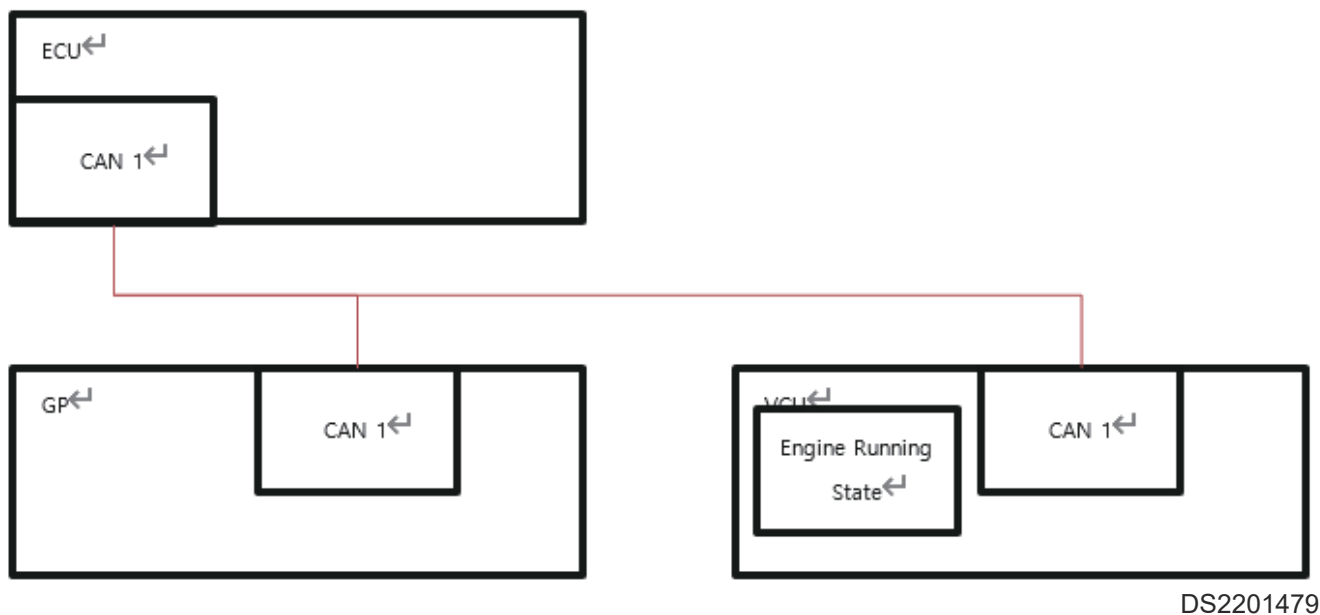 ECU↵
CAN 1↵
GP↵
CAN 1↵
VCU↵
Engine Running
State↵
CAN 1↵
DS2201479